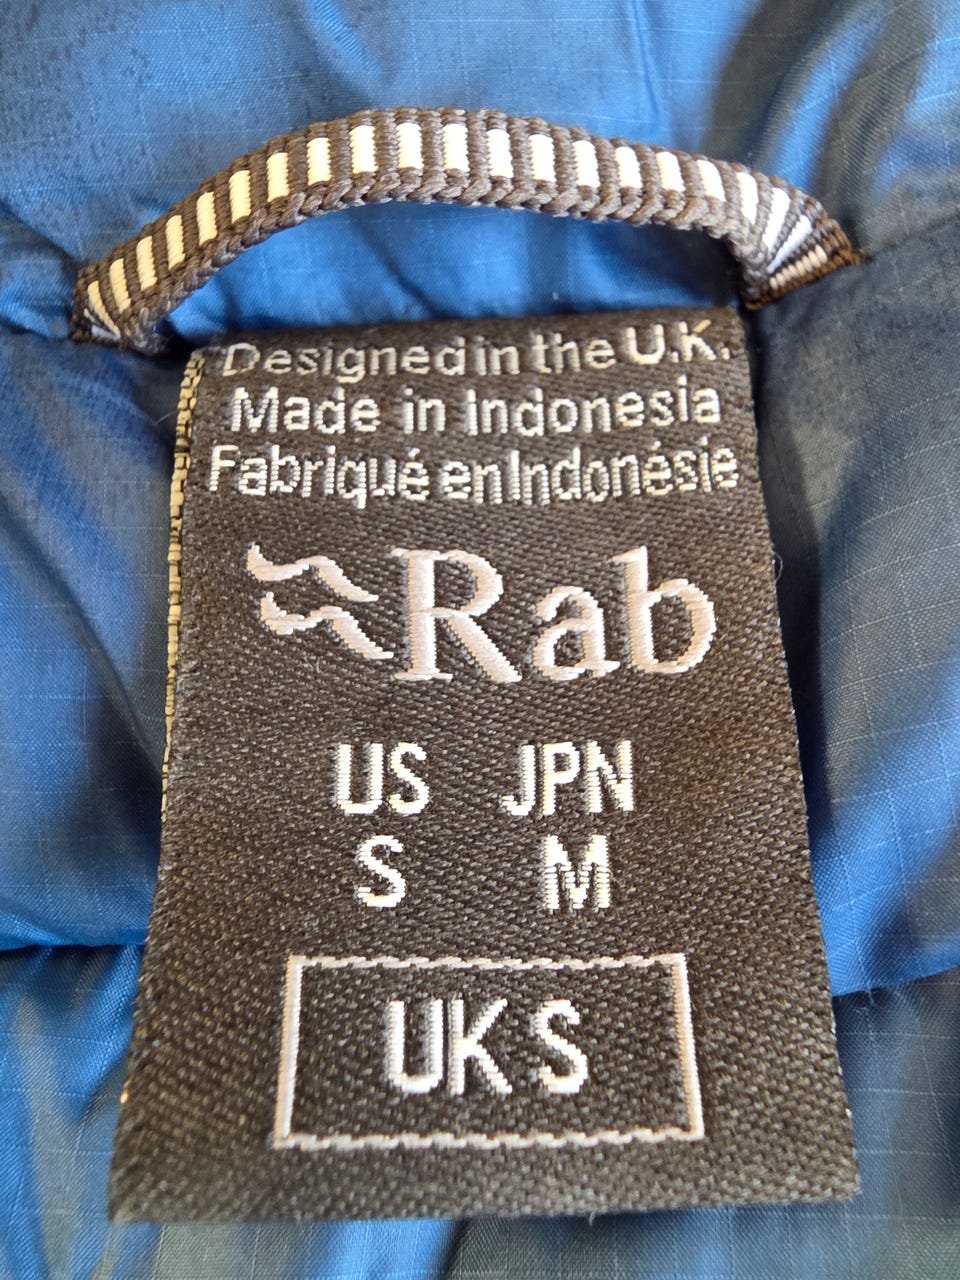 Designed in the U.K.
Made in Indonesia
Fabriqué en Indonésie
Rab
US JPN
S M
UK S